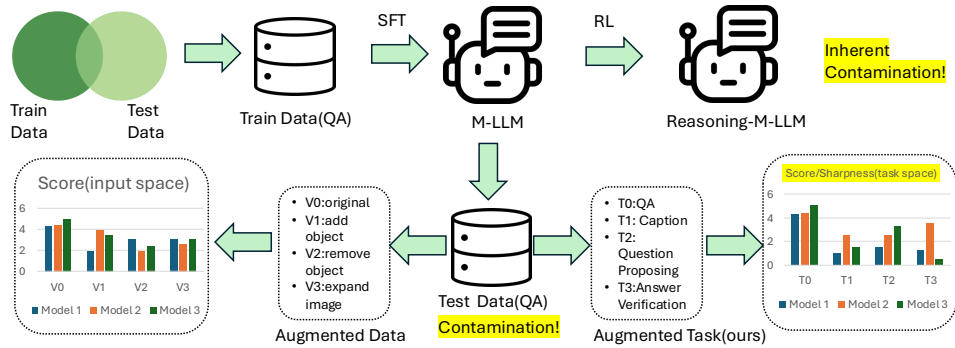 SFT
RL
Inherent
Contamination!
Train
Data
Test
Data
Train Data(QA)
M-LLM
Reasoning-M-LLM
Score(input space)
6
4
2
0
V0
V1
V2
V3
Model 1
Model 2
Model 3
• V0:original
• V1:add
object
• V2:remove
object
• V3:expand
image
Augmented Data
Test Data(QA)
Contamination!
• T0:QA
• T1: Caption
• T2:
Question
Proposing
• T3:Answer
Verification
Augmented Task(ours)
Score/Sharpness(task space)
6
4
2
0
T0
T1
T2
T3
Model 1
Model 2
Model 3